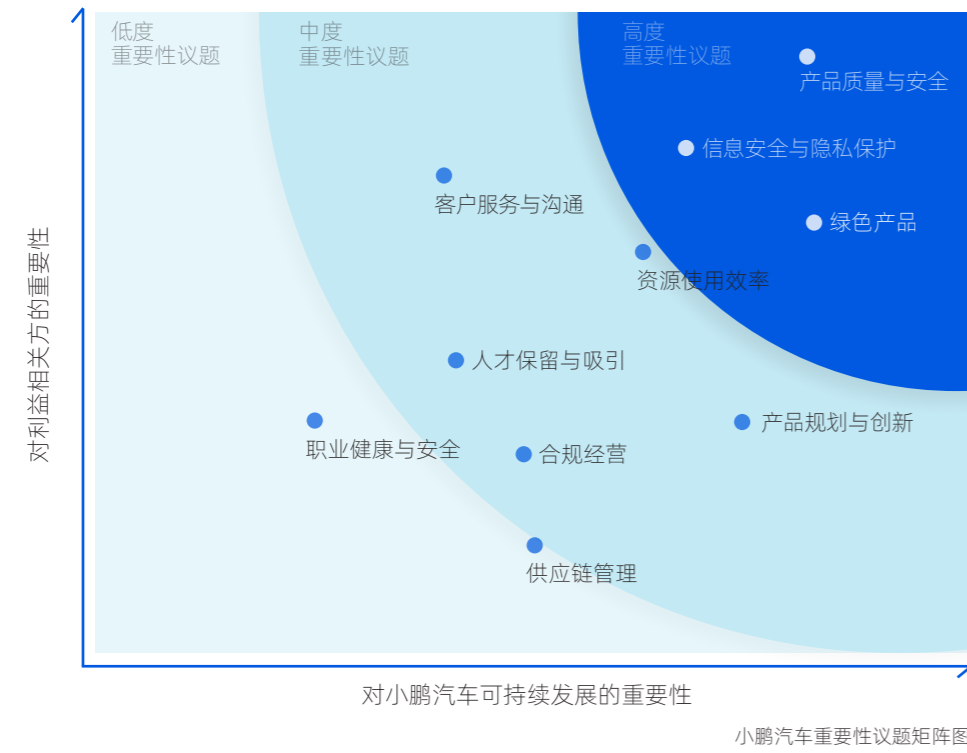 低度
重要性议题
中度
重要性议题
高度
重要性议题
产品质量与安全
信息安全与隐私保护
客户服务与沟通
绿色产品
资源使用效率
人才保留与吸引
职业健康与安全
产品规划与创新
合规经营
供应链管理
对利益相关方的重要性
对小鹏汽车可持续发展的重要性
小鹏汽车重要性议题矩阵图